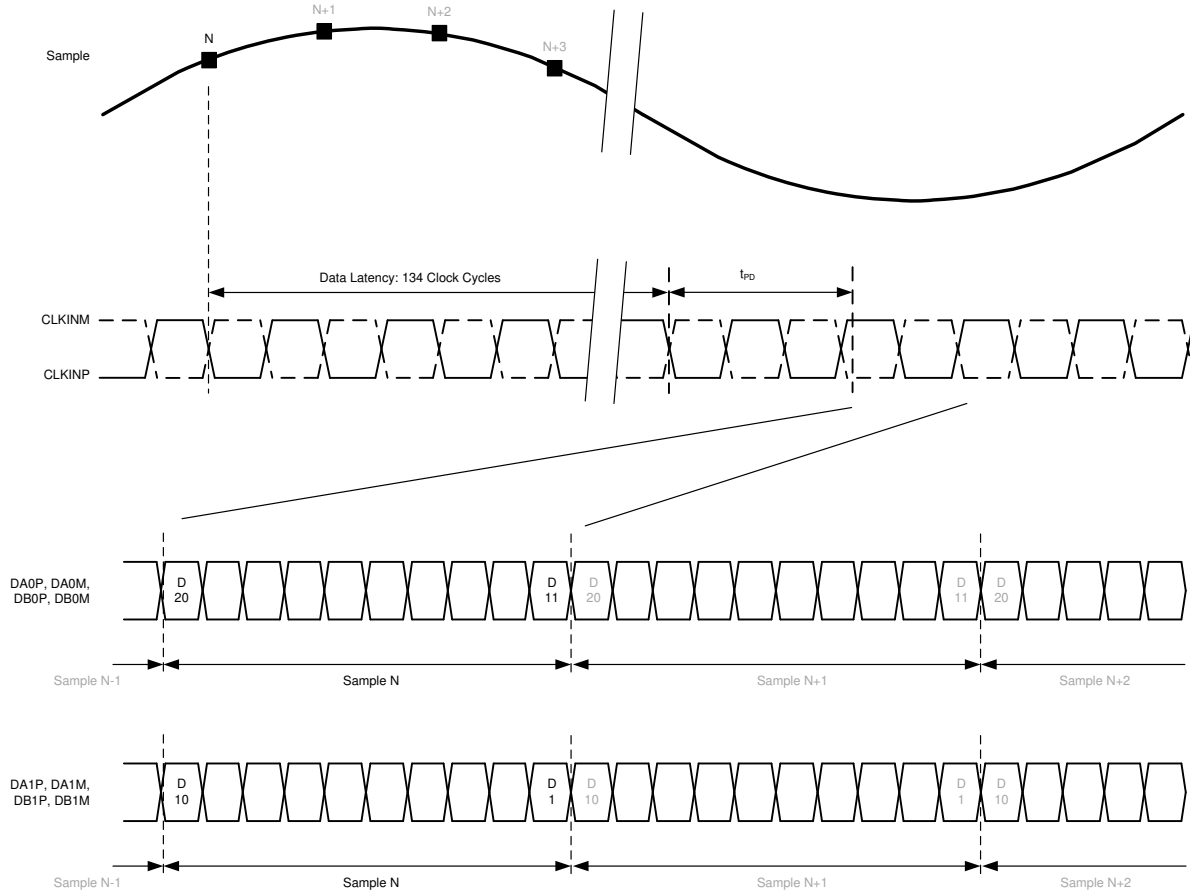 N+1
N+2
N
N+3
Sample
Data Latency: 134 Clock Cycles
tPD
CLKINM
CLKINP
DA0P, DA0M,
DB0P, DB0M
D
20
D
11
D
20
D
11
D
20
Sample N-1
Sample N
Sample N+1
Sample N+2
DA1P, DA1M,
DB1P, DB1M
D
10
D
1
D
10
D
1
D
10
Sample N-1
Sample N
Sample N+1
Sample N+2